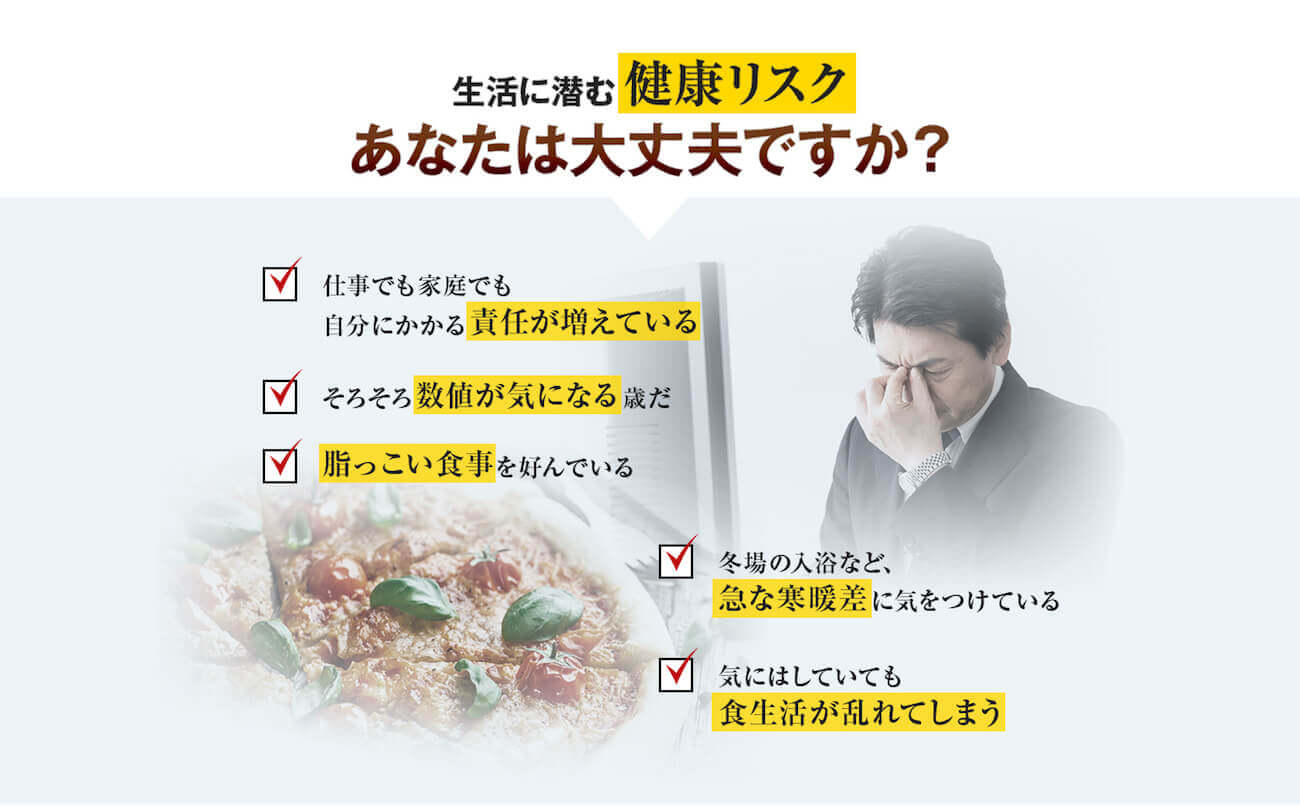 生活に潜む健康リスク
あなたは大丈夫ですか？
仕事でも家庭でも
自分にかかる責任が増えている
そろそろ数値が気になる歳だ
脂っこい食事を好んでいる
冬場の入浴など、
急な寒暖差に気をつけている
気にはしていても
食生活が乱れてしまう